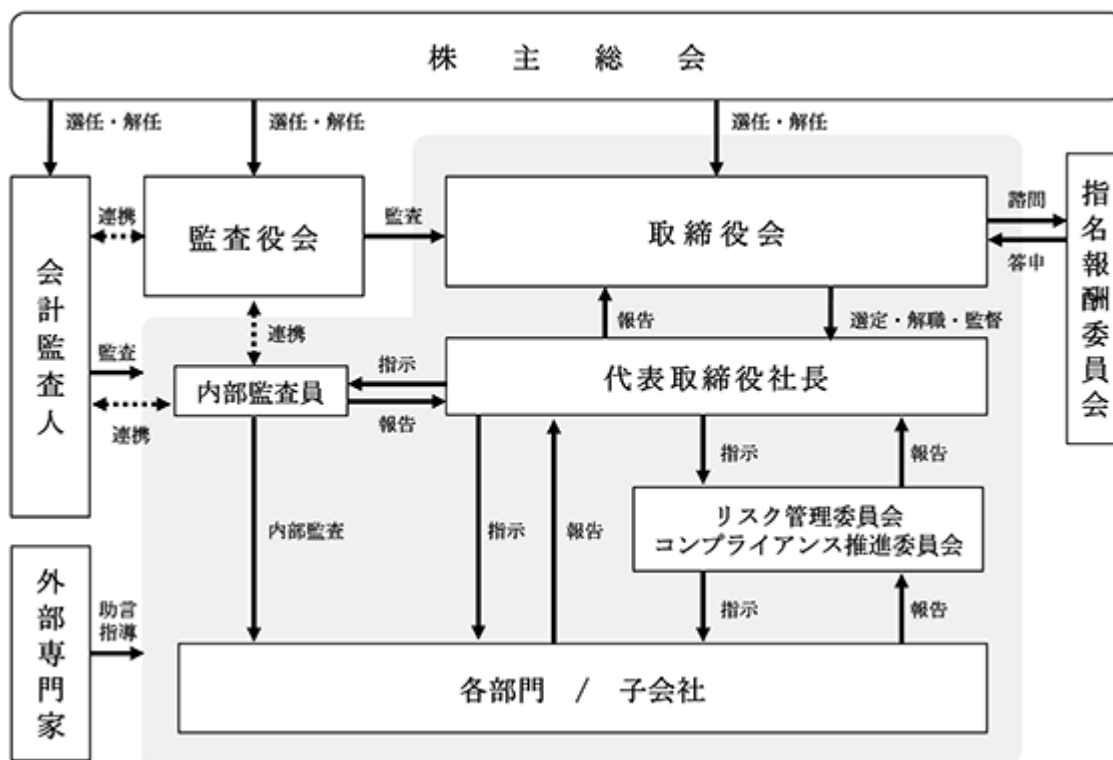 株主総会
選任・解任
選任・解任
選任・解任
会計監査人
連携
監査役会
監査
取締役会
諮問
答申
指名報酬委員会
連携
報告
選定・解職・監督
監査
連携
内部監査員
指示
報告
代表取締役社長
指示
報告
リスク管理委員会
コンプライアンス推進委員会
内部監査
指示
報告
指示
報告
外部専門家
助言
指導
各部門 / 子会社